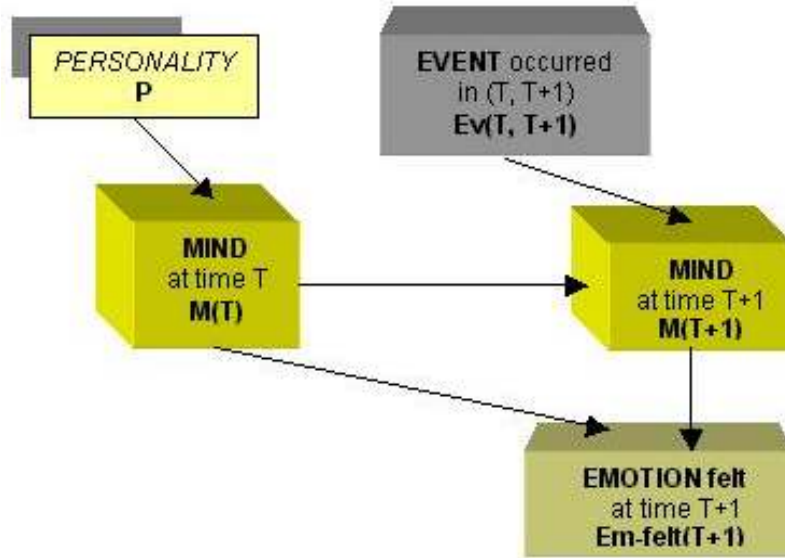 PERSONALITY
P
EVENT occurred
in (T, T+1)
Ev(T, T+1)
MIND
at time T
M(T)
MIND
at time T+1
M(T+1)
EMOTION felt
at time T+1
Em-felt(T+1)